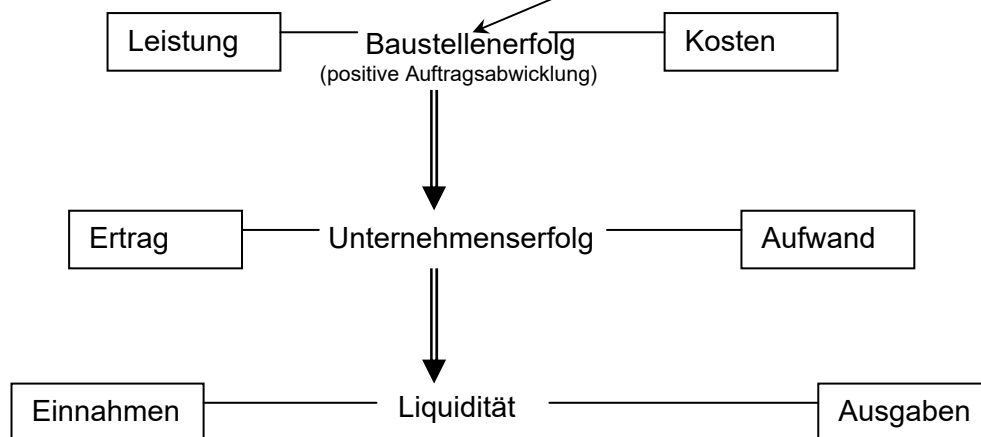 Leistung
Baustellenerfolg
Kosten
(positive Auftragsabwicklung)
Ertrag
Unternehmenserfolg
Aufwand
Einnahmen
Liquidität
Ausgaben